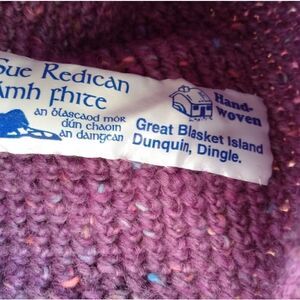 Sue Redican
ámh fhite
an blascaod mór
dún chaoin
an daingean
Hand-
Woven
Great Blasket Island
Dunquin, Dingle.